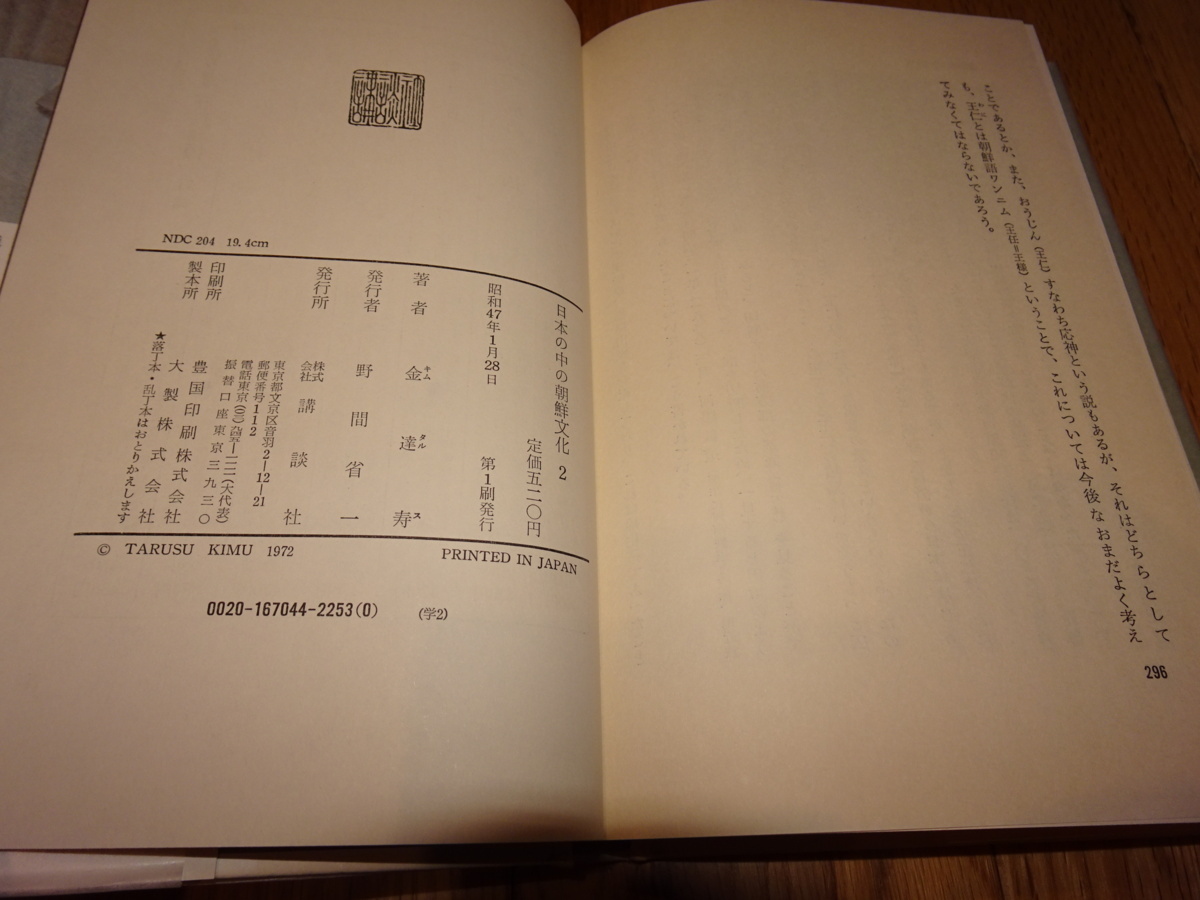 ことであるとか、また、おうじん(王仁)すなわち応神という説もあるが、それはどちらとして
も、王仁とは朝鮮語ワンニム(王任=王様)ということで、これについては今後なおまだよく考え
てみなくてはならないであろう。
296
NDC 204 19.4cm
日本の中の朝鮮文化 2
定価五二〇円
昭和47年1月28日 第1刷発行
著者 金達寿
キム タル ス
発行者 野間省一
発行所 株式会社 講談社
東京都文京区音羽2-12-21
郵便番号112
振替口座東京三九三〇
印刷所 豊国印刷株式会社
製本所 大製株式会社
★落丁本・乱丁本はおとりかえします
© TARUSU KIMU 1972
PRINTED IN JAPAN
0020-167044-2253(0) (学2)